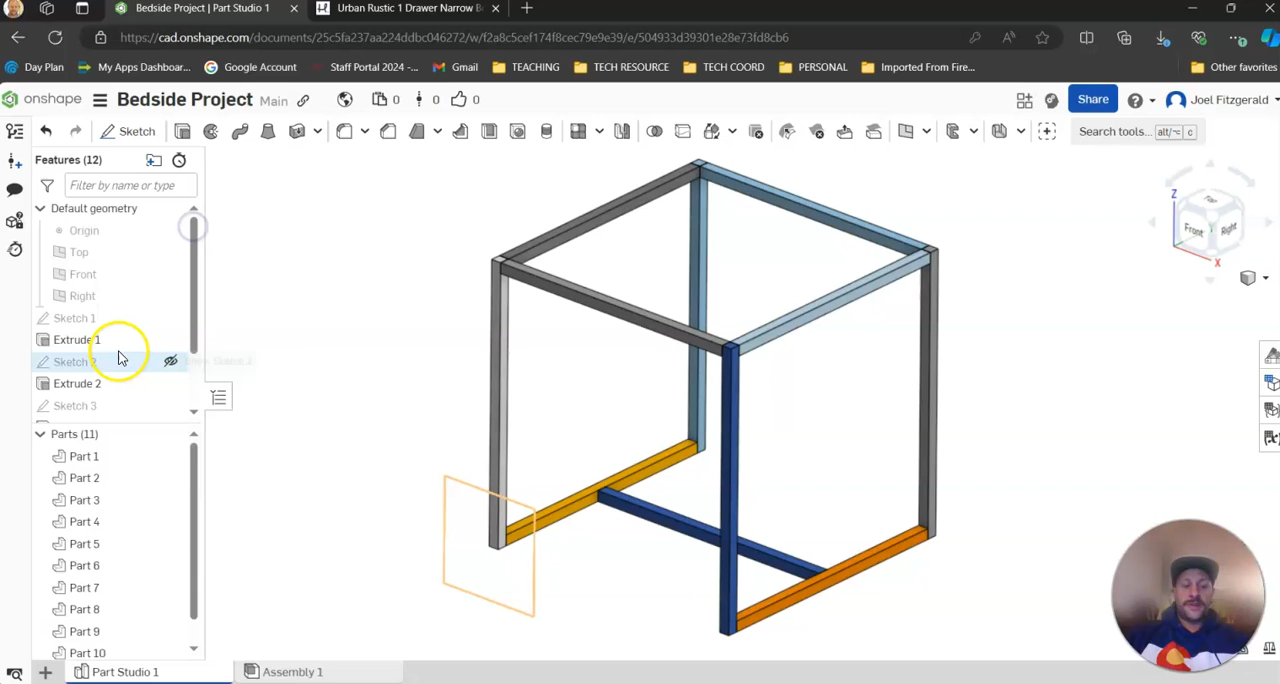 Bedside Project | Part Studio 1
Urban Rustic 1 Drawer Narrow B
https://cad.onshape.com/documents/25c5fa237aa224ddbc046272/w/f2a8c5cef174f8cec79e9e39/e/504933d39301e28e73fd8cb6
Day Plan
My Apps Dashboar...
Google Account
Staff Portal 2024 -...
Gmail
TEACHING
TECH RESOURCE
TECH COORD
PERSONAL
Imported From Fire...
Other favorites
onshape
Bedside Project
Main
0
0
0
Share
Joel Fitzgerald
Sketch
Search tools... alt/⌥ c
Features (12)
Filter by name or type
Default geometry
Origin
Top
Front
Right
Sketch 1
Extrude 1
Sketch 2
Extrude 2
Sketch 3
Parts (11)
Part 1
Part 2
Part 3
Part 4
Part 5
Part 6
Part 7
Part 8
Part 9
Part 10
Z
Front
Right
X
Part Studio 1
Assembly 1